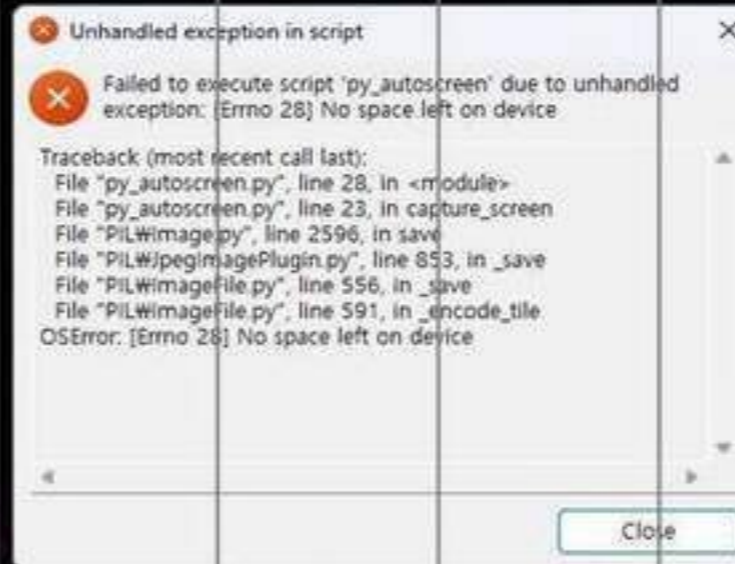 Unhandled exception in script
Failed to execute script 'py_autoscreen' due to unhandled
exception: [Errno 28] No space left on device
Traceback (most recent call last):
File "py_autoscreen.py", line 28, in <module>
File "py_autoscreen.py", line 23, in capture_screen
File "PIL₩Image.py", line 2596, in save
File "PIL₩JpegImagePlugin.py", line 853, in _save
File "PIL₩ImageFile.py", line 556, in _save
File "PIL₩ImageFile.py", line 591, in _encode_tile
OSError: [Errno 28] No space left on device
Close